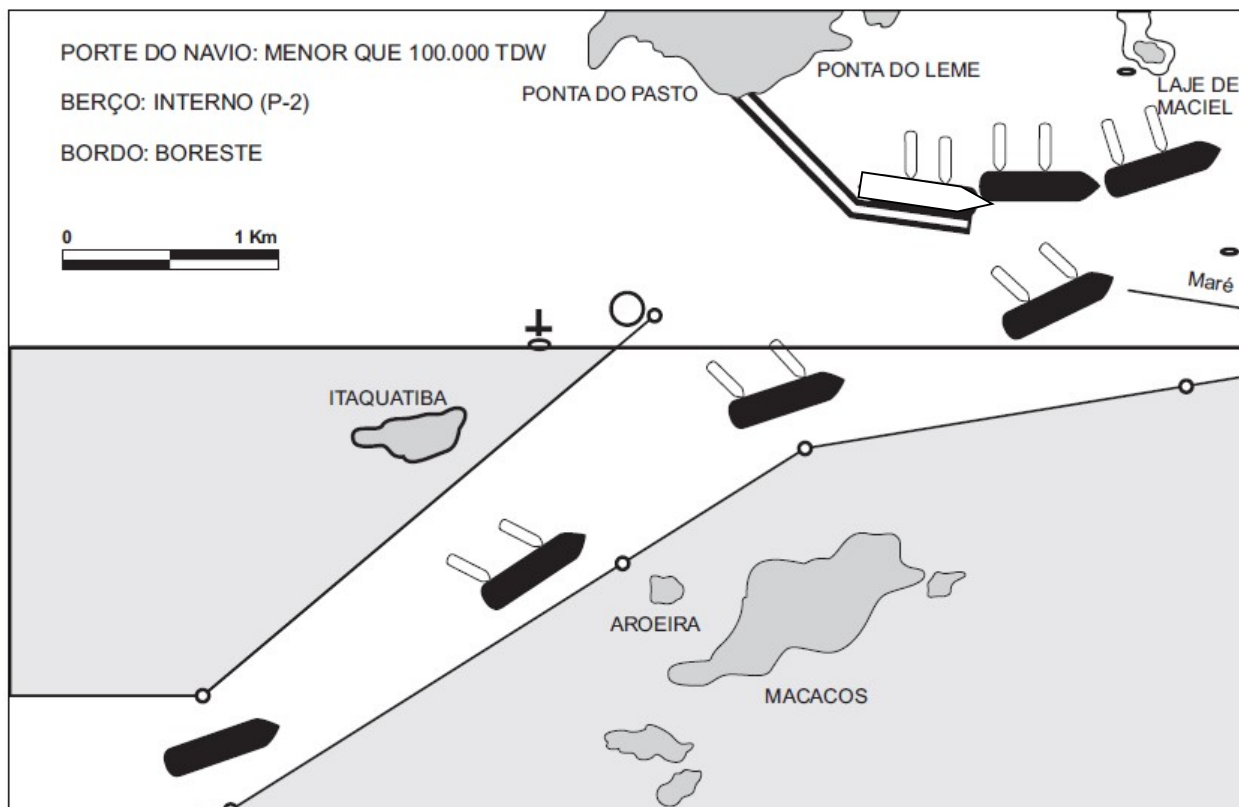 PORTE DO NAVIO: MENOR QUE 100.000 TDW
BERÇO: INTERNO (P-2)
BORDO: BORESTE
PONTA DO PASTO
PONTA DO LEME
LAJE DE
MACIEL
0 1 Km
Maré
ITAQUATIBA
AROEIRA
MACACOS